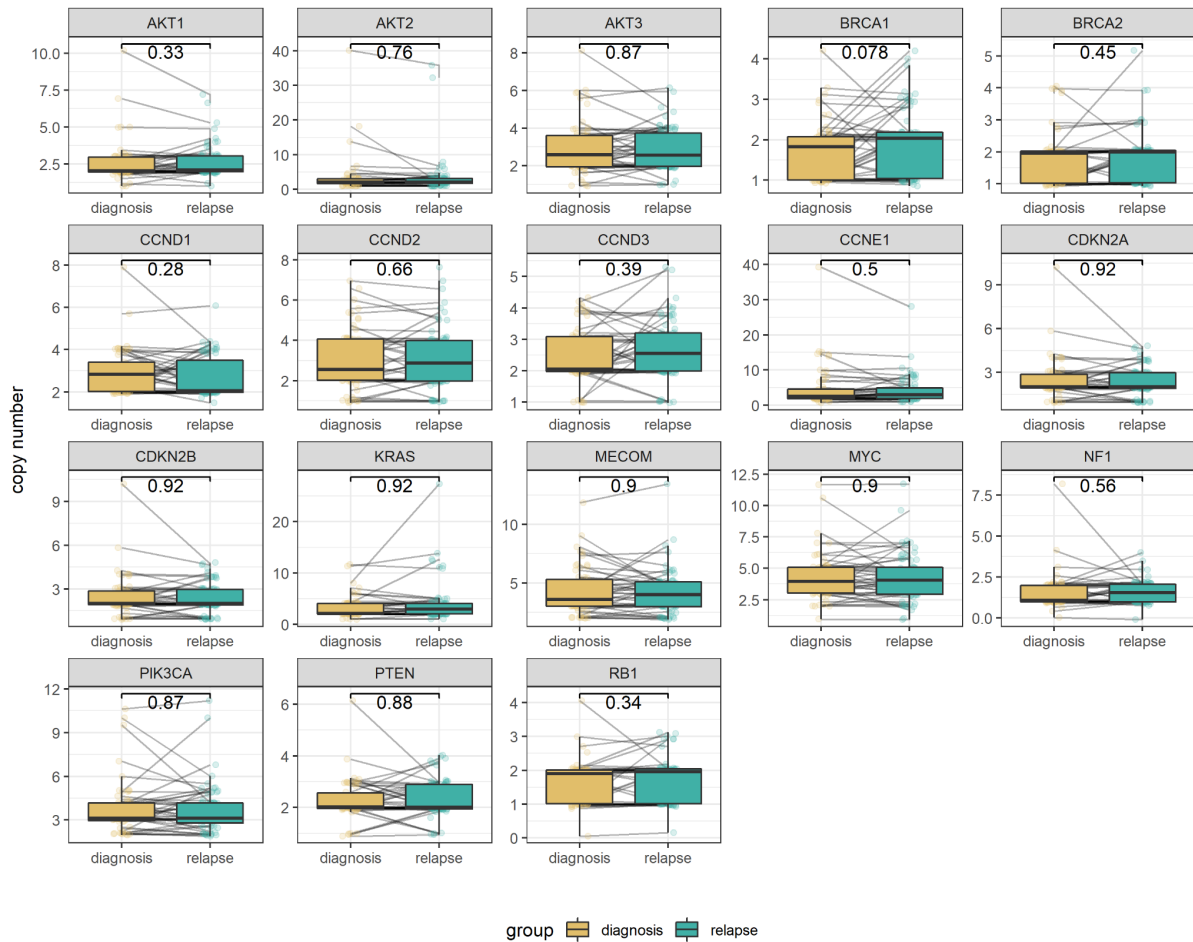 AKT1 AKT2 AKT3 BRCA1 BRCA2
0.33 0.76 0.87 0.078 0.45
10.0 7.5 5.0 2.5
40 30 20 10 0
8 6 4 2
4 3 2 1
5 4 3 2 1
diagnosis relapse diagnosis relapse diagnosis relapse diagnosis relapse diagnosis relapse
CCND1 CCND2 CCND3 CCNE1 CDKN2A
0.28 0.66 0.39 0.5 0.92
8 6 4 2
8 6 4 2
5 4 3 2 1
40 30 20 10 0
9 6 3
diagnosis relapse diagnosis relapse diagnosis relapse diagnosis relapse diagnosis relapse
copy number
CDKN2B KRAS MECOM MYC NF1
0.92 0.92 0.9 0.9 0.56
9 6 3
20 10 0
10 5
12.5 10.0 7.5 5.0 2.5
7.5 5.0 2.5 0.0
diagnosis relapse diagnosis relapse diagnosis relapse diagnosis relapse diagnosis relapse
PIK3CA PTEN RB1
0.87 0.88 0.34
12 9 6 3
6 4 2
4 3 2 1 0
diagnosis relapse diagnosis relapse diagnosis relapse
group diagnosis relapse